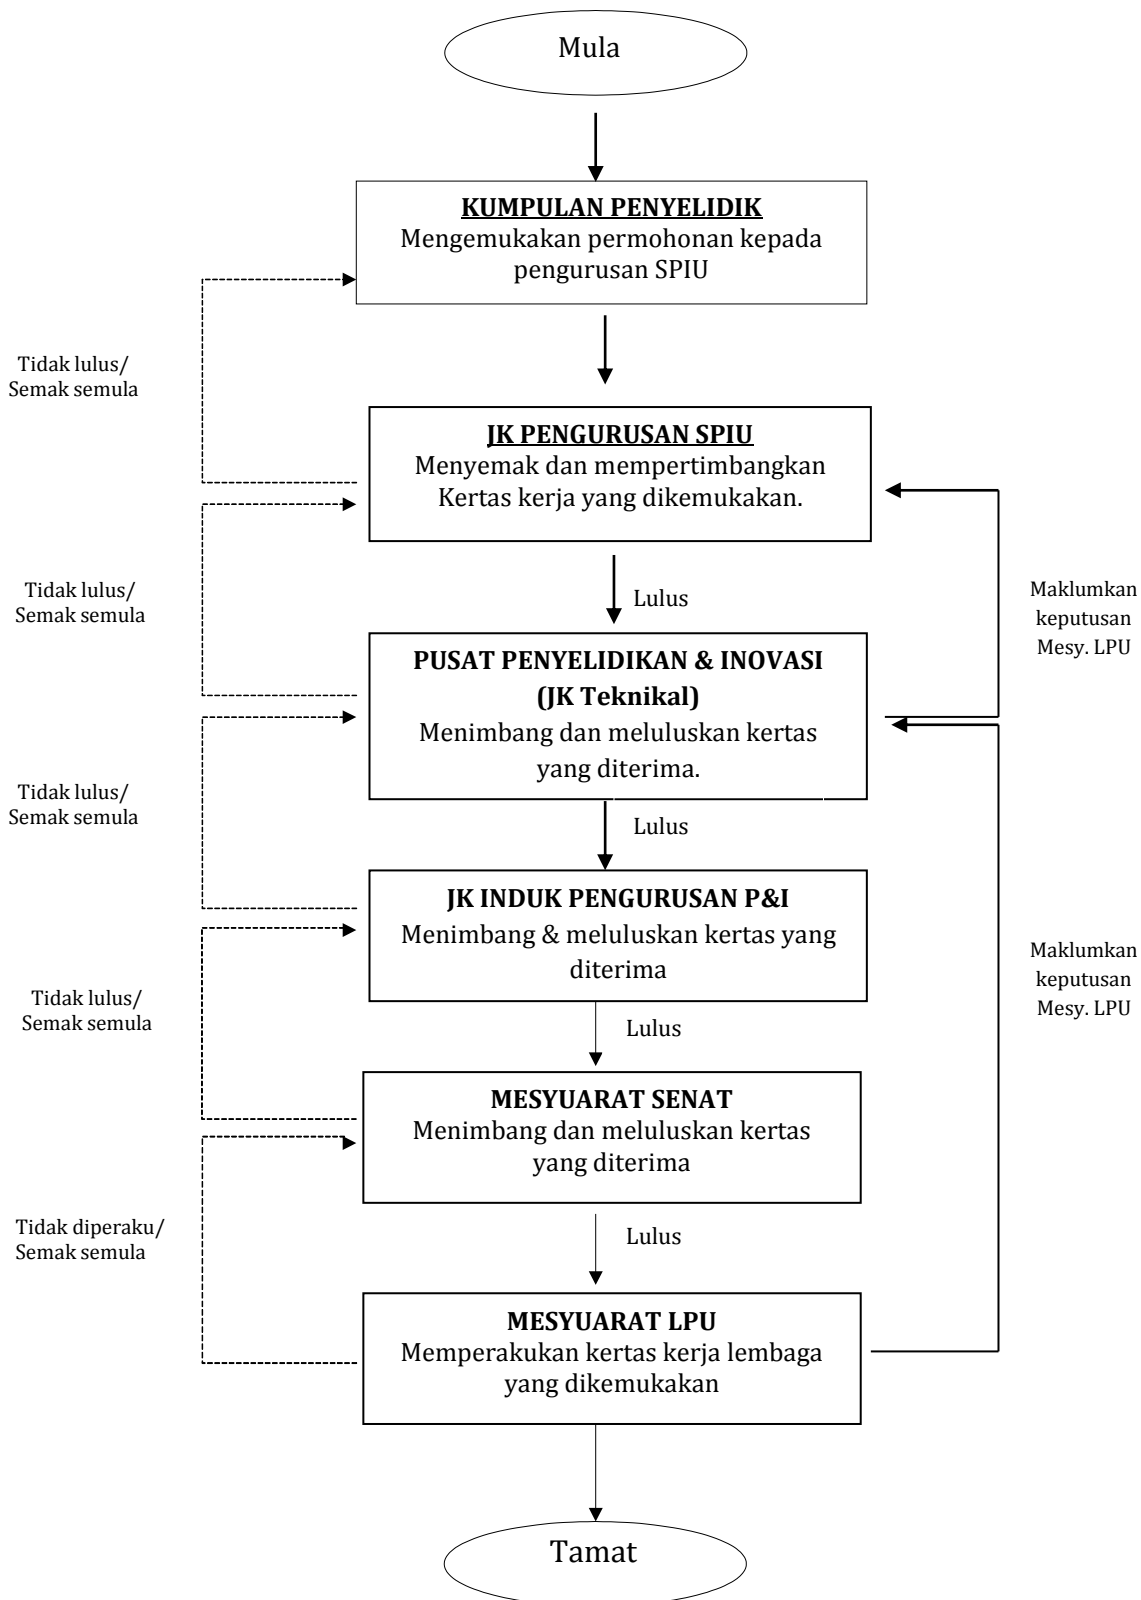 Mula
KUMPULAN PENYELIDIK
Mengemukakan permohonan kepada
pengurusan SPIU
Tidak lulus/
Semak semula
JK PENGURUSAN SPIU
Menyemak dan mempertimbangkan
Kertas kerja yang dikemukakan.
Tidak lulus/
Semak semula
Lulus
Maklumkan
keputusan
Mesy. LPU
PUSAT PENYELIDIKAN & INOVASI
(JK Teknikal)
Menimbang dan meluluskan kertas
yang diterima.
Tidak lulus/
Semak semula
Lulus
JK INDUK PENGURUSAN P&I
Menimbang & meluluskan kertas yang
diterima
Maklumkan
keputusan
Mesy. LPU
Tidak lulus/
Semak semula
Lulus
MESYUARAT SENAT
Menimbang dan meluluskan kertas
yang diterima
Tidak diperaku/
Semak semula
Lulus
MESYUARAT LPU
Memperakukan kertas kerja lembaga
yang dikemukakan
Tamat